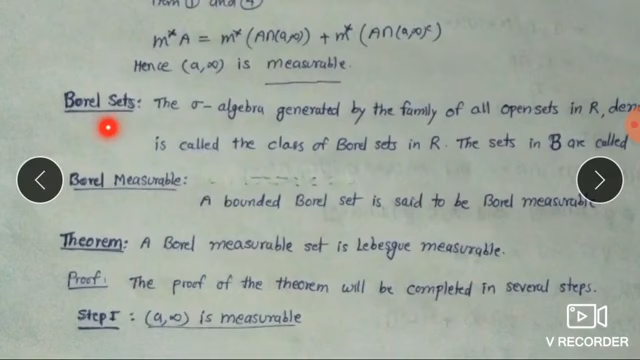 from ① and ④
m*A = m*(A∩(a,∞)) + m*(A∩(a,∞)ᶜ)
Hence (a,∞) is measurable.
Borel Sets: The σ-algebra generated by the family of all open sets in R, den
is called the class of Borel sets in R. The sets in B are called
Borel Measurable:
A bounded Borel set is said to be Borel measurable
Theorem: A Borel measurable set is Lebesgue measurable.
Proof: The proof of the theorem will be completed in several steps.
Step I : (a,∞) is measurable
V RECORDER